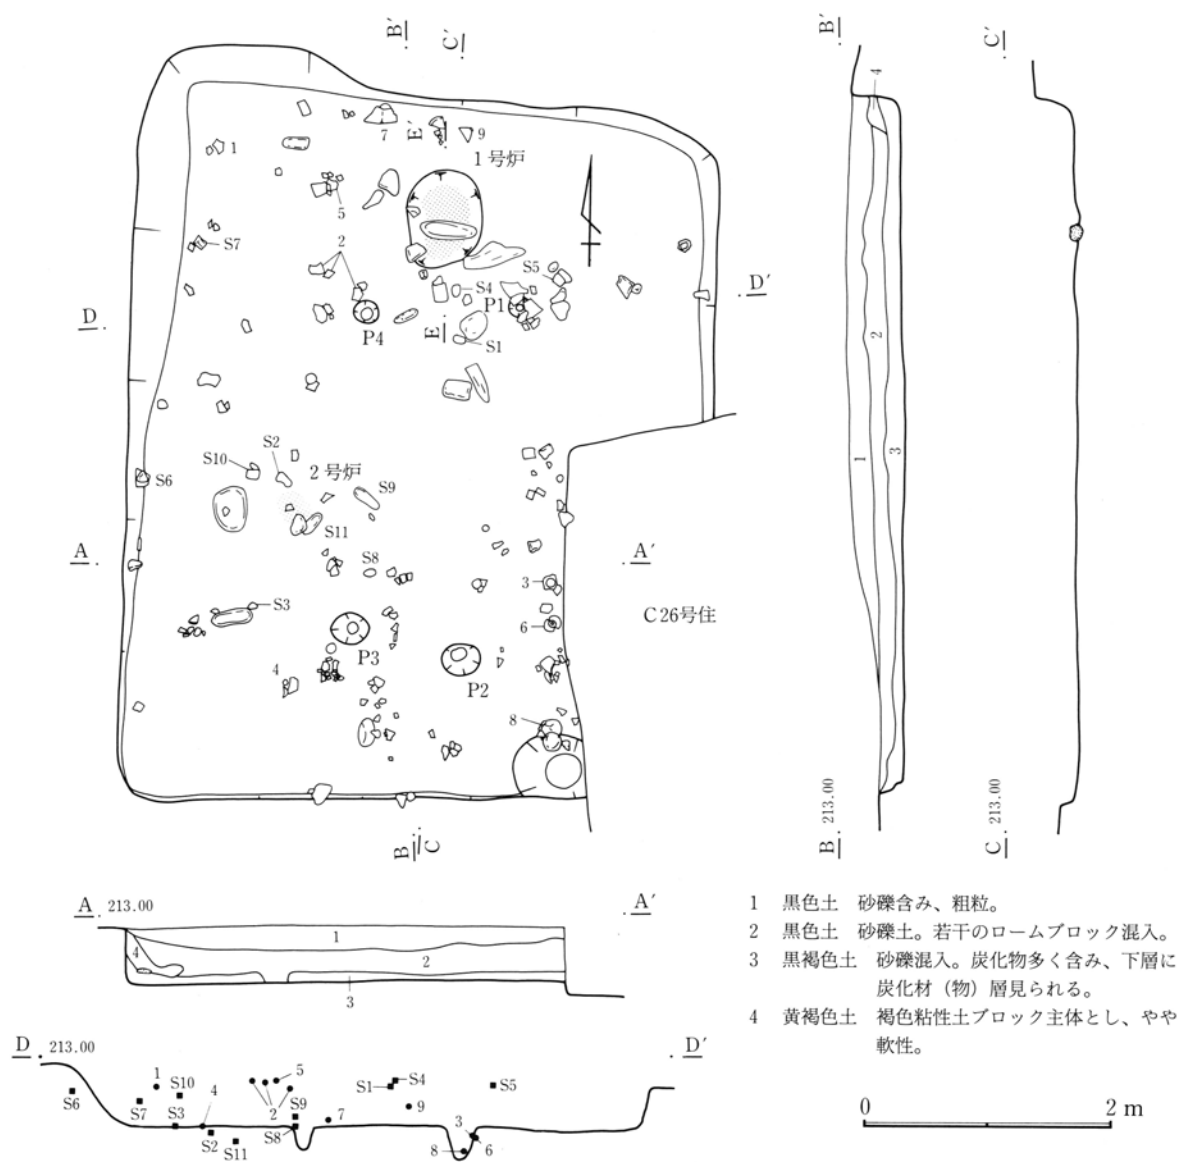 B′
C′
B′
C′
4
7
E′
9
1号炉
1
5
2
S7
S5
S4
P1
D′
D
P4
E
S1
2
1
3
S2
S10
2号炉
S6
S9
S11
A
A′
S8
3
S3
C26号住
6
P3
P2
4
8
B
C
B 213.00
C 213.00
A 213.00
A′
1
4
2
3
D 213.00
D′
1
S10
5
S4
S1
S5
S6
S7
S3
4
2
S9
7
9
3
S2
S11
S8
8
6
1 黒色土 砂礫含み、粗粒。
2 黒色土 砂礫土。若干のロームブロック混入。
3 黒褐色土 砂礫混入。炭化物多く含み、下層に
炭化材（物）層見られる。
4 黄褐色土 褐色粘性土ブロック主体とし、やや
軟性。
0 2 m